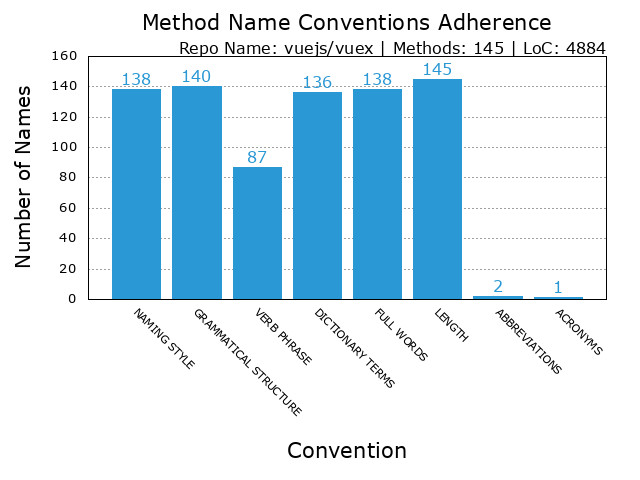 Method Name Conventions Adherence
Repo Name: vuejs/vuex | Methods: 145 | LoC: 4884
Number of Names
160
140
120
100
80
60
40
20
0
138
140
87
136
138
145
2
1
NAMING STYLE
GRAMMATICAL STRUCTURE
VERB PHRASE
DICTIONARY TERMS
FULL WORDS
LENGTH
ABBREVIATIONS
ACRONYMS
Convention